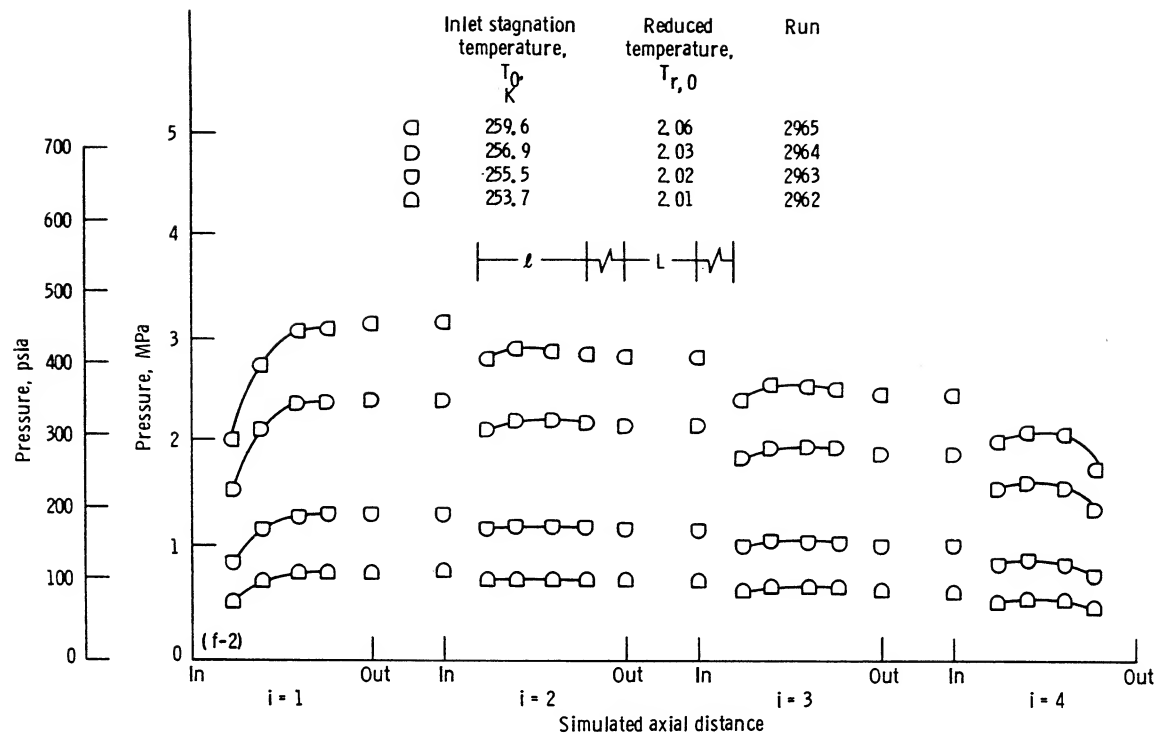 Inlet stagnation Reduced Run
temperature, temperature,
T0, Tr, 0
K
259.6 2.06 2965
256.9 2.03 2964
255.5 2.02 2963
253.7 2.01 2962
Pressure, psia
700
600
500
400
300
200
100
0
Pressure, MPa
5
4
3
2
1
0
ℓ L
(f-2)
In Out In Out In Out In Out
i = 1 i = 2 i = 3 i = 4
Simulated axial distance